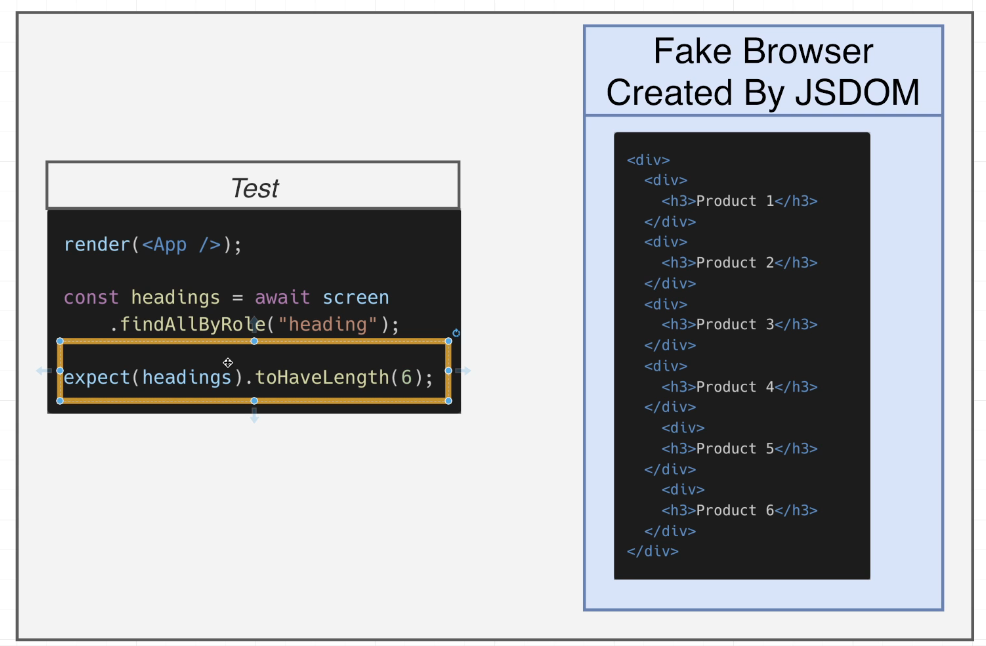 Test
render(<App />);
const headings = await screen
.findAllByRole("heading");
expect(headings).toHaveLength(6);
Fake Browser
Created By JSDOM
<div>
<div>
<h3>Product 1</h3>
</div>
<div>
<h3>Product 2</h3>
</div>
<div>
<h3>Product 3</h3>
</div>
<div>
<h3>Product 4</h3>
</div>
<div>
<h3>Product 5</h3>
</div>
<div>
<h3>Product 6</h3>
</div>
</div>